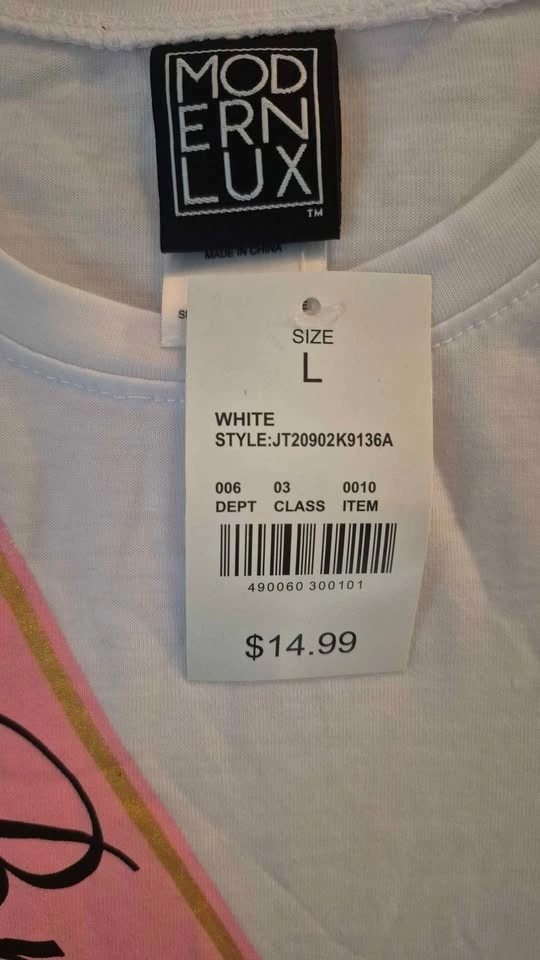 MOD
ERN
LUX
TM
MADE IN CHINA
SIZE
L
WHITE
STYLE:JT20902K9136A
006 03 0010
DEPT CLASS ITEM
490060 300101
$14.99